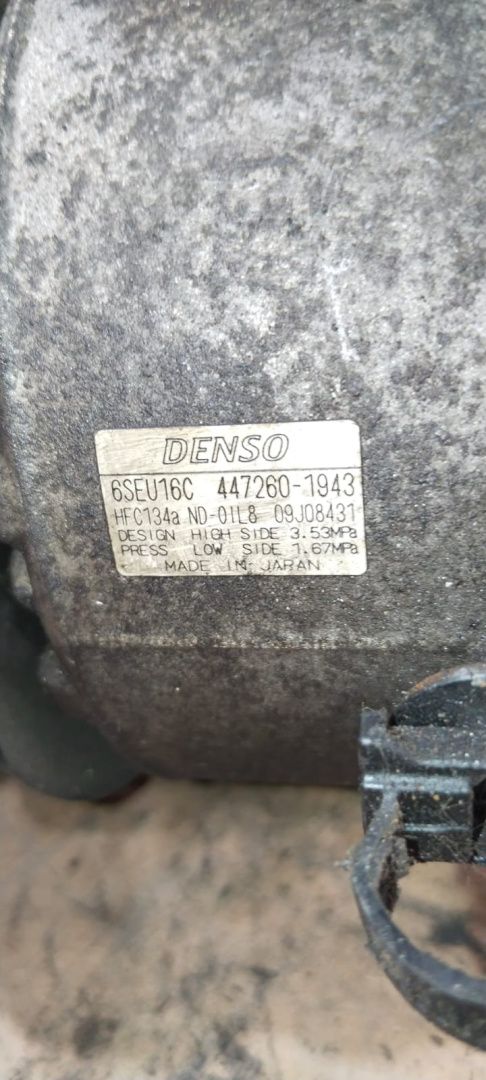 DENSO
6SEU16C 447260-1943
HFC134a ND-OIL8 09J08431
DESIGN HIGH SIDE 3.53MPa
PRESS LOW SIDE 1.67MPa
MADE IN JAPAN